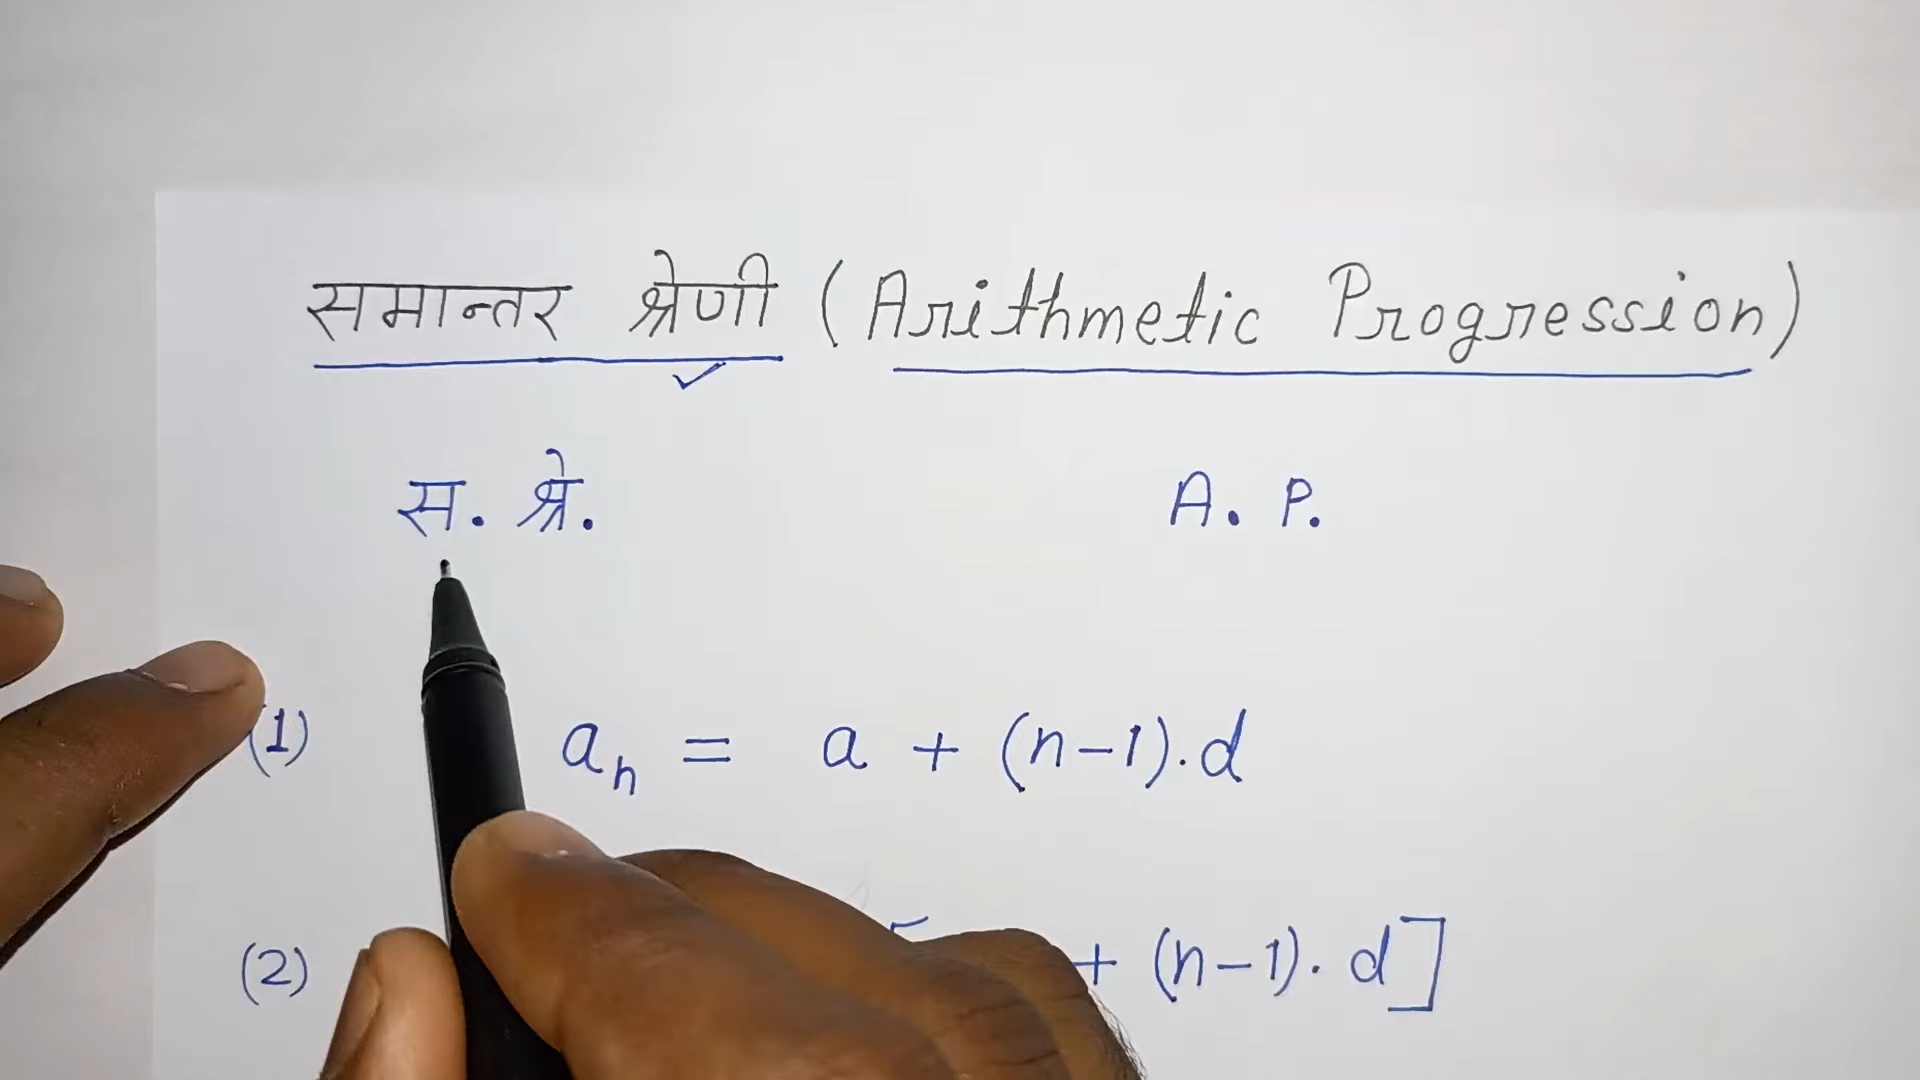 समान्तर श्रेणी (Arithmetic Progression)
स. श्रे. A. P.
(1) aₙ = a + (n-1).d
(2) + (n-1). d]